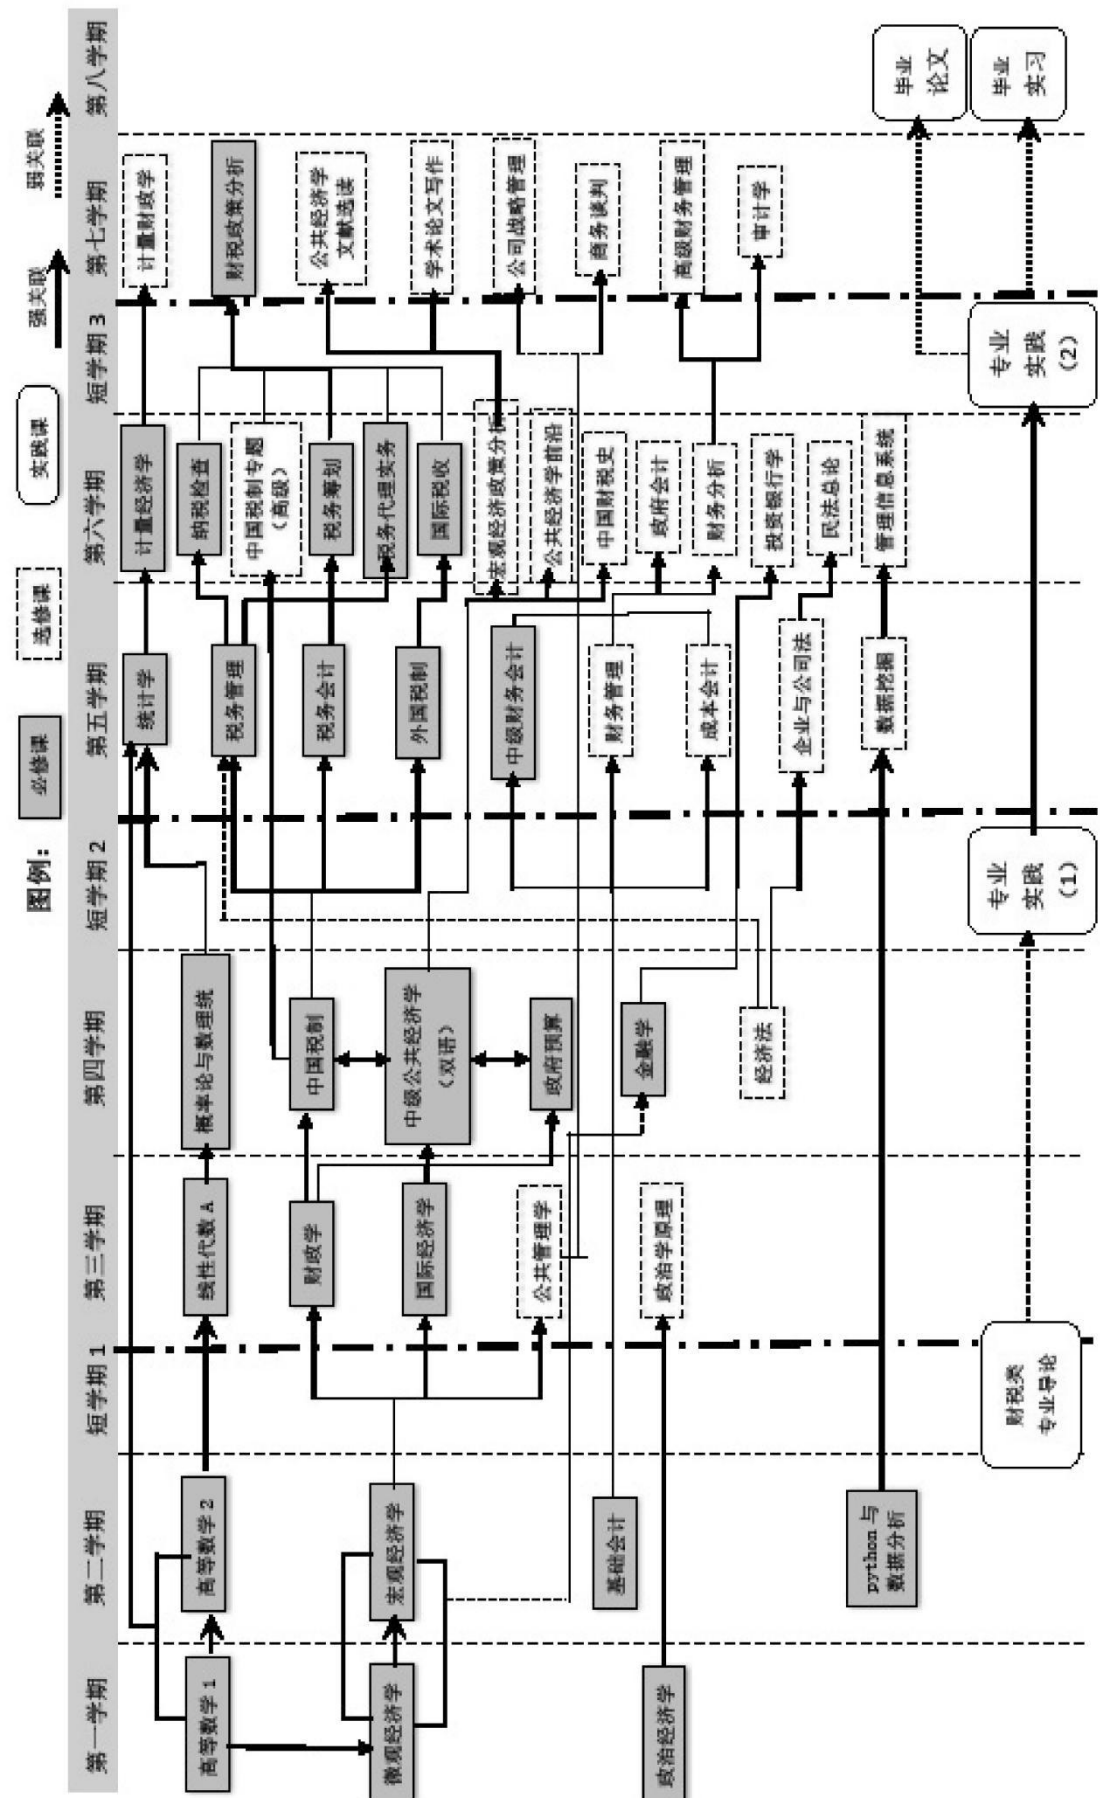 图例：
必修课
选修课
实践课
强关联
弱关联
第一学期
第二学期
短学期 1
第三学期
第四学期
短学期 2
第五学期
第六学期
短学期 3
第七学期
第八学期
高等数学 1
微观经济学
政治经济学
高等数学 2
宏观经济学
基础会计
python 与
数据分析
财税类
专业导论
线性代数 A
财政学
国际经济学
公共管理学
政治学原理
概率论与数理统
中国税制
中级公共经济学
（双语）
政府预算
金融学
经济法
专业
实践
(1)
统计学
税务管理
税务会计
外国税制
中级财务会计
财务管理
成本会计
企业与公司法
数据挖掘
计量经济学
纳税检查
中国税制专题
（高级）
税务筹划
税务代理实务
国际税收
宏观经济政策分析
公共经济学前沿
中国财税史
政府会计
财务分析
投资银行学
民法总论
管理信息系统
专业
实践
(2)
计量财政学
财税政策分析
公共经济学
文献选读
学术论文写作
公司战略管理
商务谈判
高级财务管理
审计学
毕业
论文
毕业
实习